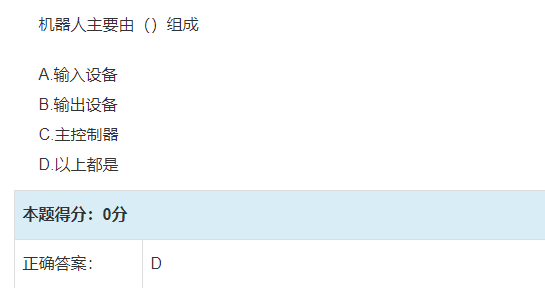 机器人主要由（）组成
A.输入设备
B.输出设备
C.主控制器
D.以上都是
本题得分：0分
正确答案：
D